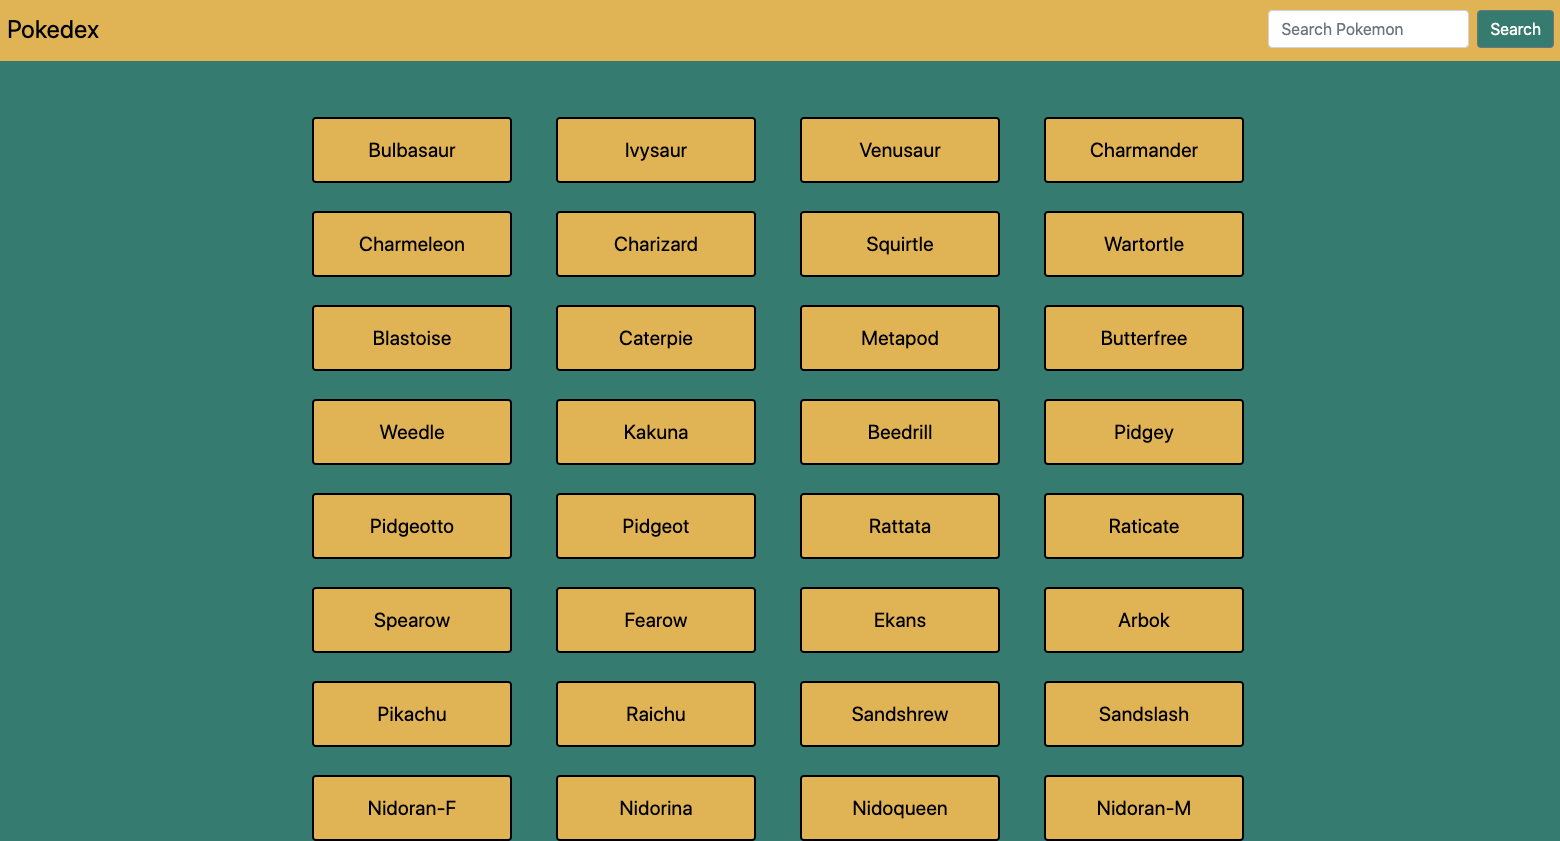 Pokedex
Search Pokemon Search
Bulbasaur Ivysaur Venusaur Charmander
Charmeleon Charizard Squirtle Wartortle
Blastoise Caterpie Metapod Butterfree
Weedle Kakuna Beedrill Pidgey
Pidgeotto Pidgeot Rattata Raticate
Spearow Fearow Ekans Arbok
Pikachu Raichu Sandshrew Sandslash
Nidoran-F Nidorina Nidoqueen Nidoran-M